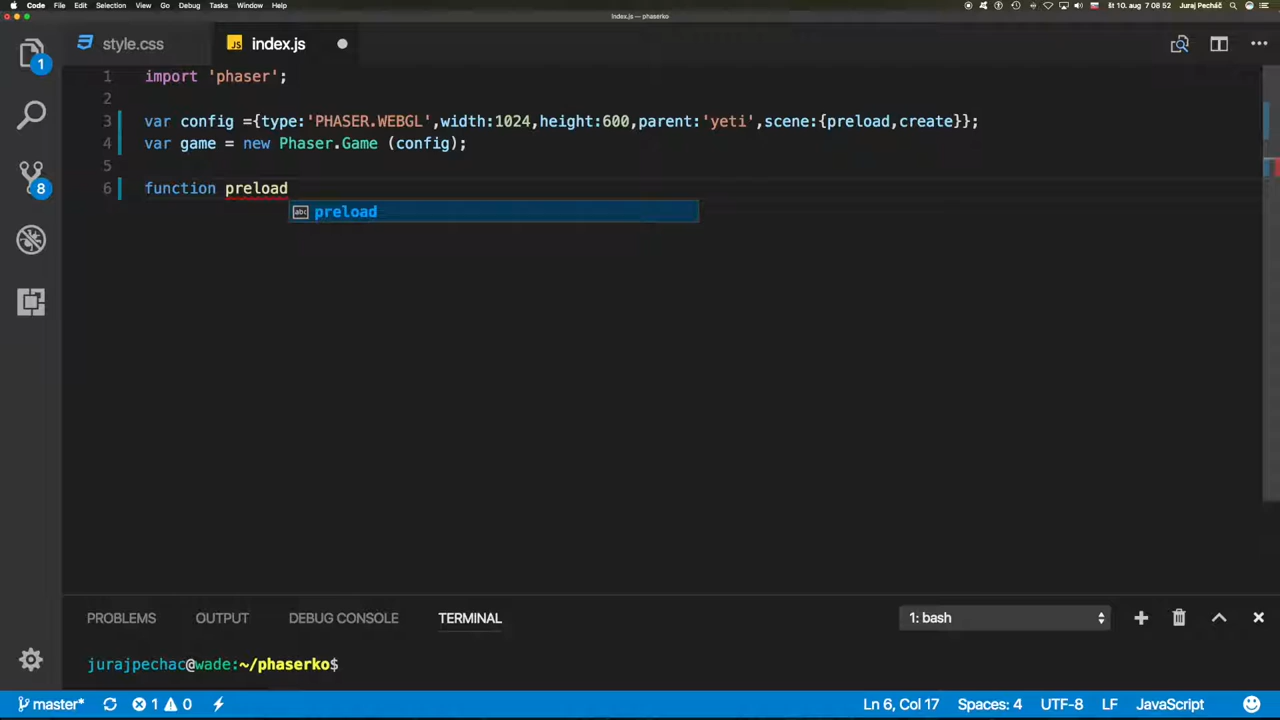 Code File Edit Selection View Go Debug Tasks Window Help
št 10. aug 7 08 52 Juraj Pecháč
index.js — phaserko
style.css
index.js
1
8
1 import 'phaser';
2
3 var config ={type:'PHASER.WEBGL',width:1024,height:600,parent:'yeti',scene:{preload,create}};
4 var game = new Phaser.Game (config);
5
6 function preload
abc preload
PROBLEMS OUTPUT DEBUG CONSOLE TERMINAL
1: bash
jurajpechac@wade:~/phaserko$
master* 1 0 Ln 6, Col 17 Spaces: 4 UTF-8 LF JavaScript